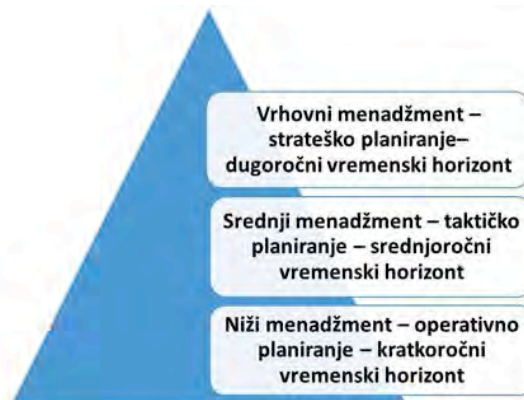 Vrhovni menadžment –
strateško planiranje–
dugoročni vremenski horizont
Srednji menadžment – taktičko
planiranje – srednjoročni
vremenski horizont
Niži menadžment – operativno
planiranje – kratkoročni
vremenski horizont